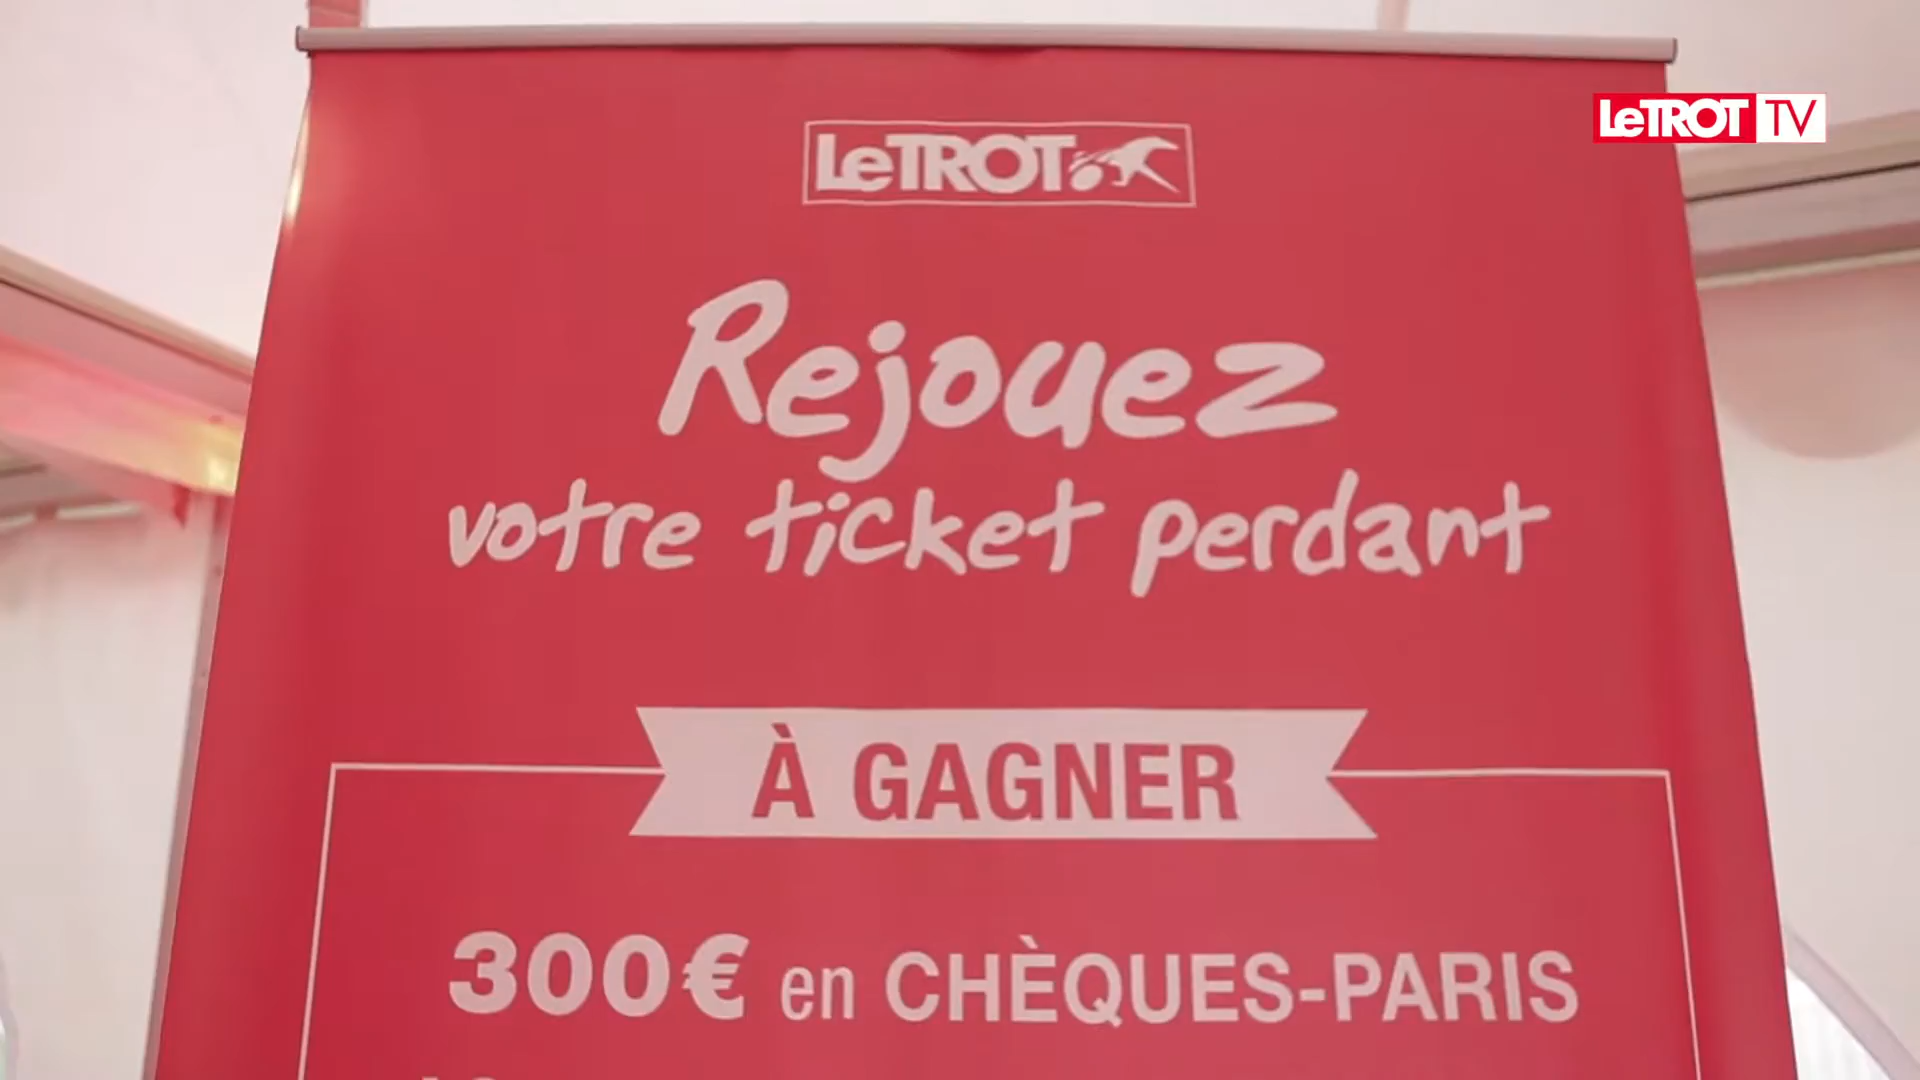 LeTROT TV
LeTROT
Rejouez
votre ticket perdant
À GAGNER
300€ en CHÈQUES-PARIS